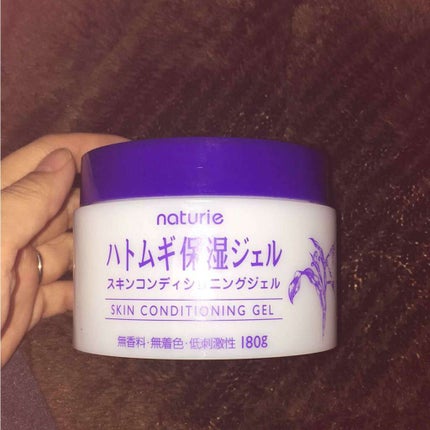 naturie
ハトムギ保湿ジェル
スキンコンディショニングジェル
SKIN CONDITIONING GEL
無香料・無着色・低刺激性 180g